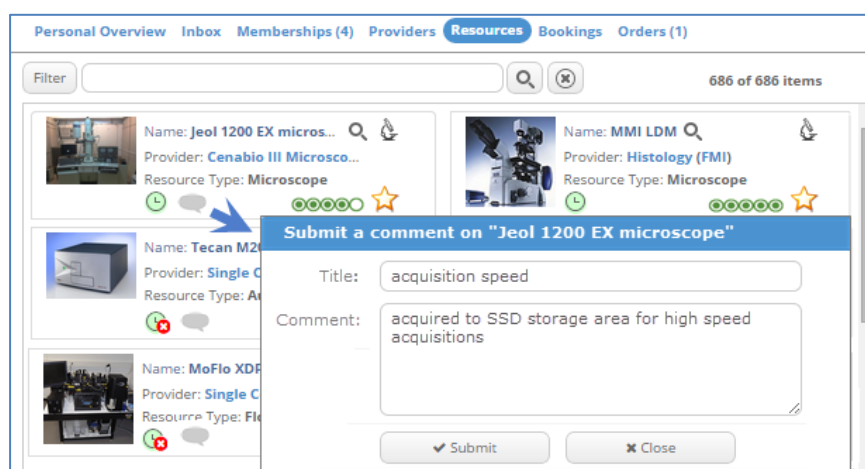 Personal Overview Inbox Memberships (4) Providers Resources Bookings Orders (1)
Filter 686 of 686 items
Name: Jeol 1200 EX micros...
Provider: Cenabio III Microsco...
Resource Type: Microscope
Name: MMI LDM
Provider: Histology (FMI)
Resource Type: Microscope
Submit a comment on "Jeol 1200 EX microscope"
Name: Tecan M20
Provider: Single C
Resource Type: Au
Title: acquisition speed
Comment: acquired to SSD storage area for high speed
acquisitions
Name: MoFlo XDP
Provider: Single C
Resource Type: Flo
Submit Close